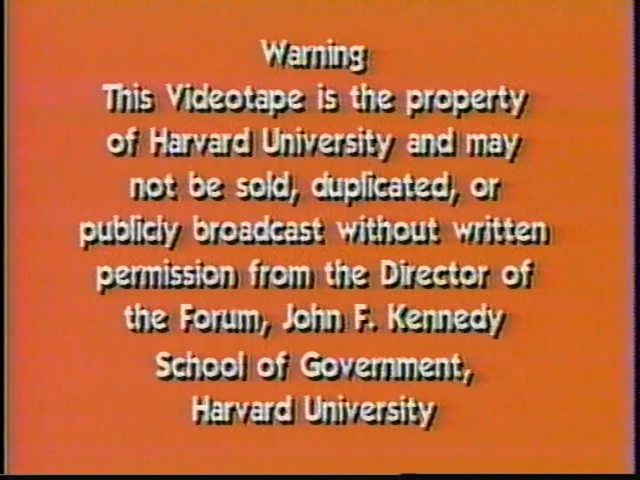 Warning
This Videotape is the property
of Harvard University and may
not be sold, duplicated, or
publicly broadcast without written
permission from the Director of
the Forum, John F. Kennedy
School of Government,
Harvard University